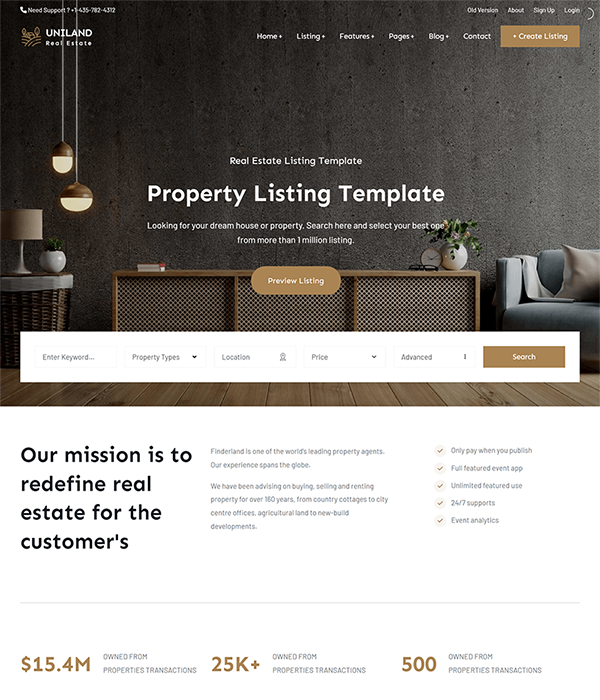 Need Support ? +1-435-782-4312
Old Version About Sign Up Login
UNILAND
Real Estate
Home + Listing + Features + Pages + Blog + Contact + Create Listing
Real Estate Listing Template
Property Listing Template
Looking for your dream house or property. Search here and select your best one
from more than 1 million listing.
Preview Listing
Enter Keyword... Property Types Location Price Advanced Search
Our mission is to
redefine real
estate for the
customer's
Finderland is one of the world's leading property agents.
Our experience spans the globe.
We have been advising on buying, selling and renting
property for over 160 years, from country cottages to city
centre offices, agricultural land to new-build
developments.
Only pay when you publish
Full featured event app
Unlimited featured use
24/7 supports
Event analytics
$15.4M
OWNED FROM
PROPERTIES TRANSACTIONS
25K+
OWNED FROM
PROPERTIES TRANSACTIONS
500
OWNED FROM
PROPERTIES TRANSACTIONS